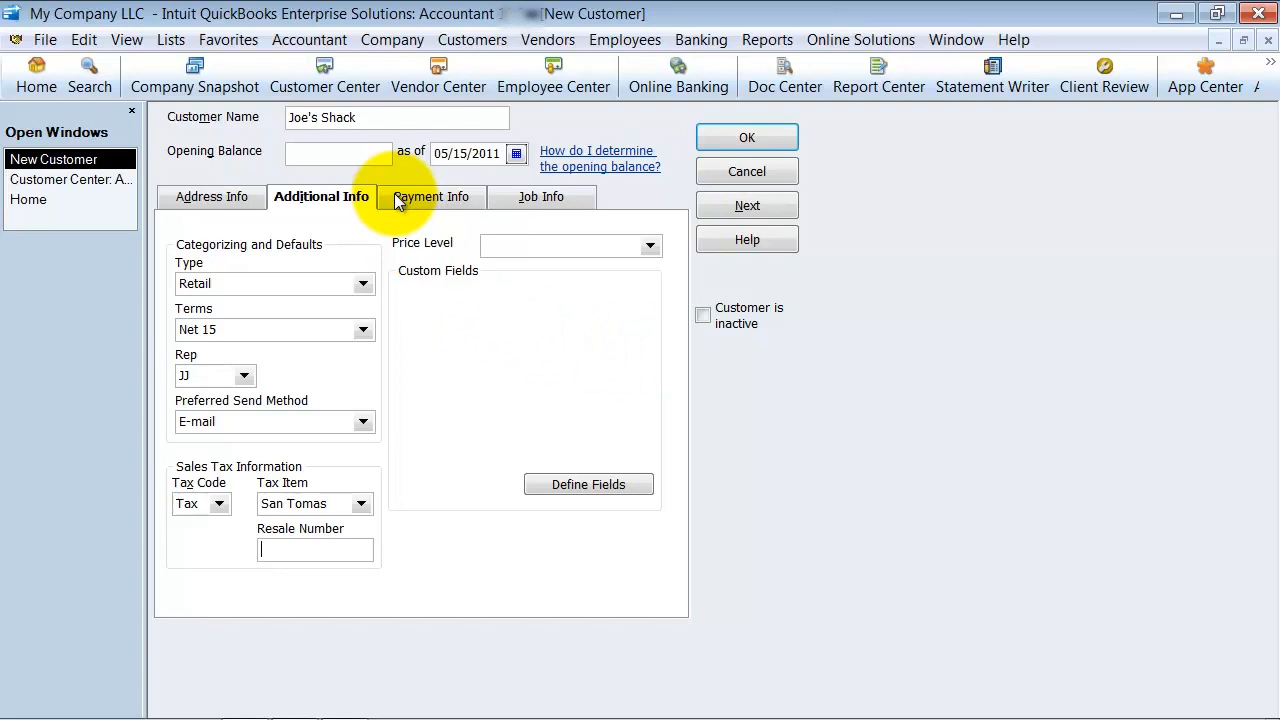 My Company LLC - Intuit QuickBooks Enterprise Solutions: Accountant [New Customer]
File Edit View Lists Favorites Accountant Company Customers Vendors Employees Banking Reports Online Solutions Window Help
Home Search Company Snapshot Customer Center Vendor Center Employee Center Online Banking Doc Center Report Center Statement Writer Client Review App Center
Open Windows
New Customer
Customer Center: A...
Home
Customer Name Joe's Shack
Opening Balance as of 05/15/2011 How do I determine
the opening balance?
Address Info Additional Info Payment Info Job Info
Categorizing and Defaults
Type
Retail
Terms
Net 15
Rep
JJ
Preferred Send Method
E-mail
Sales Tax Information
Tax Code Tax Item
Tax San Tomas
Resale Number
Price Level
Custom Fields
Define Fields
OK
Cancel
Next
Help
Customer is
inactive